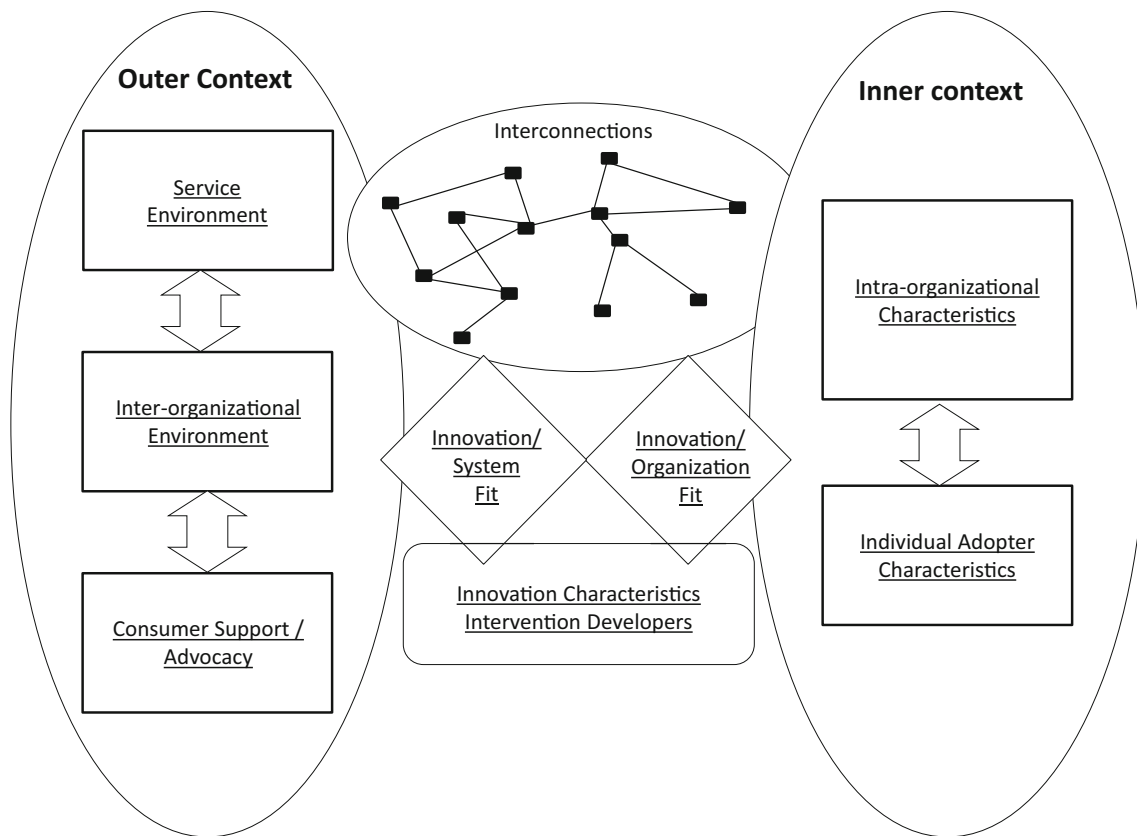 Outer Context
Service
Environment
Inter-organizational
Environment
Consumer Support /
Advocacy
Interconnections
Innovation/
System
Fit
Innovation/
Organization
Fit
Innovation Characteristics
Intervention Developers
Inner context
Intra-organizational
Characteristics
Individual Adopter
Characteristics